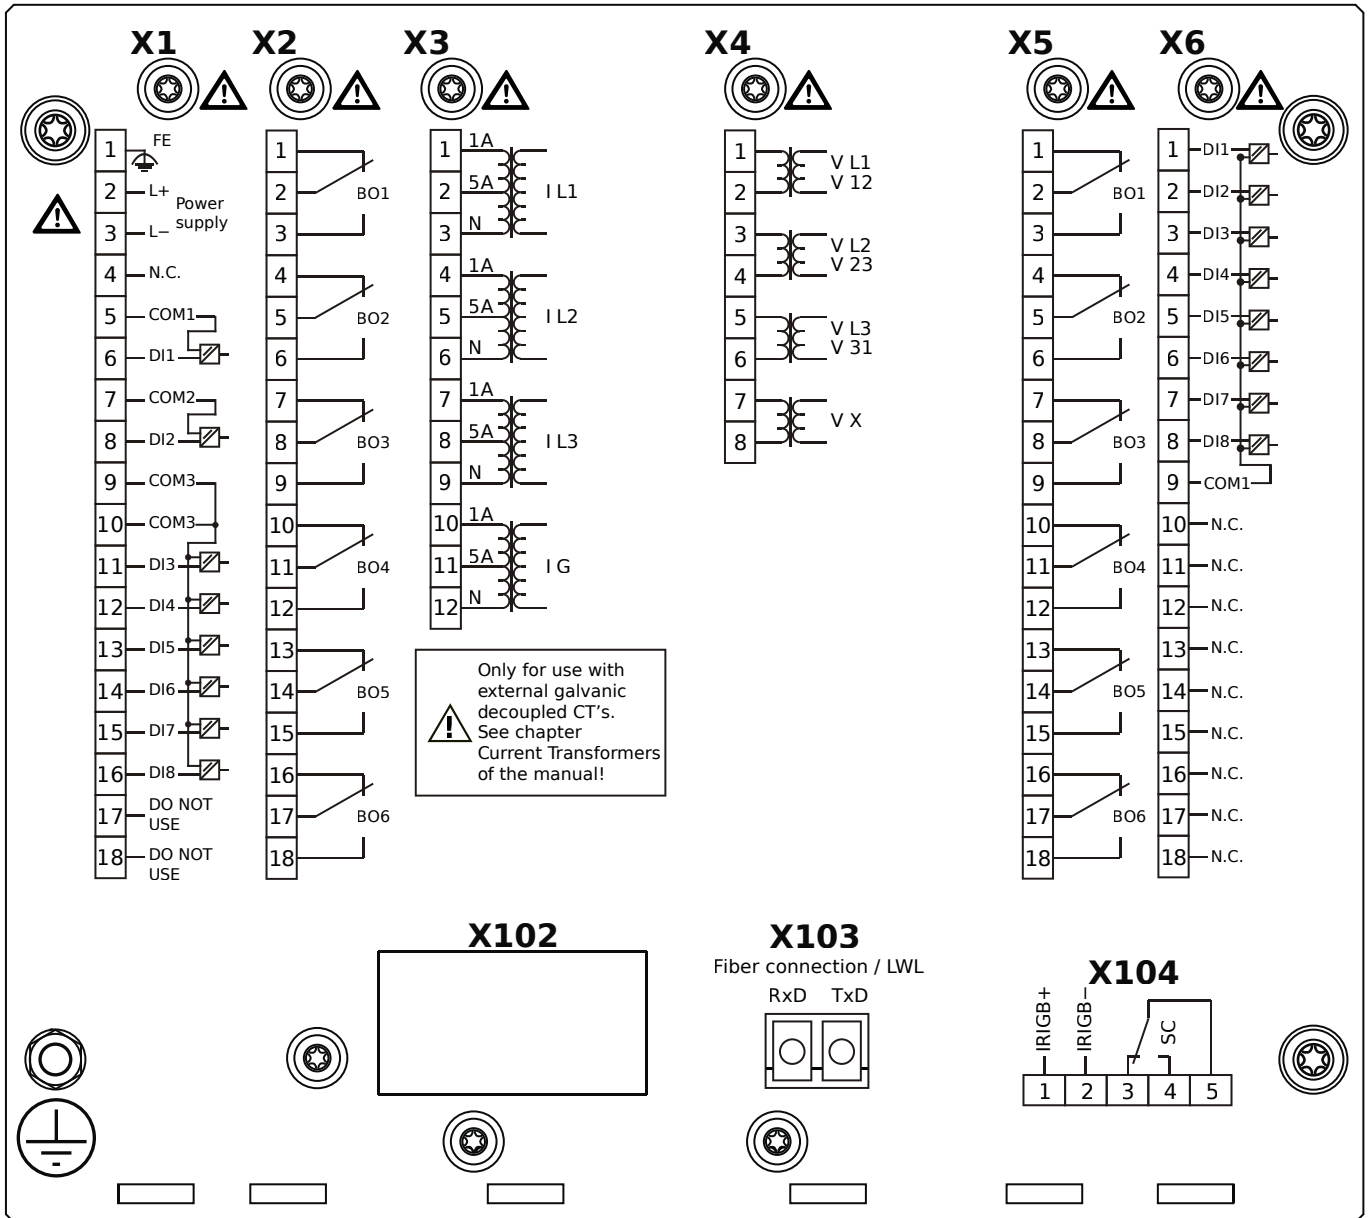 X1
X2
X3
X4
X5
X6
1 FE
2 L+
Power
supply
3 L−
4 N.C.
5 COM1
6 DI1
7 COM2
8 DI2
9 COM3
10 COM3
11 DI3
12 DI4
13 DI5
14 DI6
15 DI7
16 DI8
17 DO NOT
USE
18 DO NOT
USE
1
2 BO1
3
4
5 BO2
6
7
8 BO3
9
10
11 BO4
12
13
14 BO5
15
16
17 BO6
18
1 1A
2 5A I L1
3 N
4 1A
5 5A I L2
6 N
7 1A
8 5A I L3
9 N
10 1A
11 5A I G
12 N
Only for use with
external galvanic
decoupled CT's.
See chapter
Current Transformers
of the manual!
1 V L1
2 V 12
3 V L2
4 V 23
5 V L3
6 V 31
7 V X
8
1
2 BO1
3
4
5 BO2
6
7
8 BO3
9
10
11 BO4
12
13
14 BO5
15
16
17 BO6
18
1 DI1
2 DI2
3 DI3
4 DI4
5 DI5
6 DI6
7 DI7
8 DI8
9 COM1
10 N.C.
11 N.C.
12 N.C.
13 N.C.
14 N.C.
15 N.C.
16 N.C.
17 N.C.
18 N.C.
X102
X103
Fiber connection / LWL
RxD TxD
X104
IRIGB+
IRIGB−
SC
1 2 3 4 5